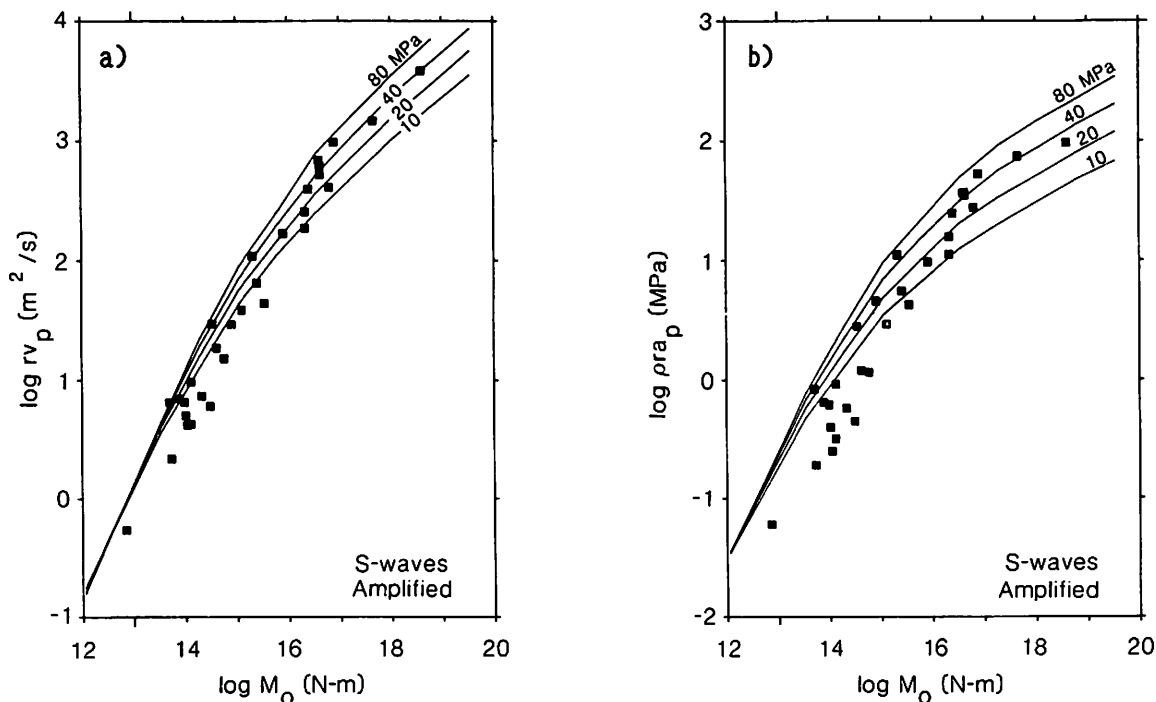 a)
log rv_p (m^2/s)
4
3
2
1
0
-1
80 MPa
40
20
10
S-waves
Amplified
12
14
16
18
20
log M_o (N-m)
b)
log ρra_p (MPa)
3
2
1
0
-1
-2
80 MPa
40
20
10
S-waves
Amplified
12
14
16
18
20
log M_o (N-m)